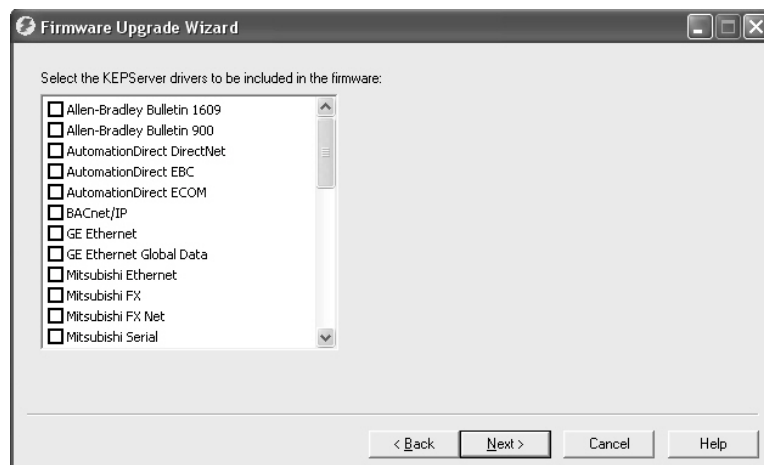 Firmware Upgrade Wizard
Select the KEPServer drivers to be included in the firmware:
Allen-Bradley Bulletin 1609
Allen-Bradley Bulletin 900
AutomationDirect DirectNet
AutomationDirect EBC
AutomationDirect ECOM
BACnet/IP
GE Ethernet
GE Ethernet Global Data
Mitsubishi Ethernet
Mitsubishi FX
Mitsubishi FX Net
Mitsubishi Serial
< Back Next > Cancel Help